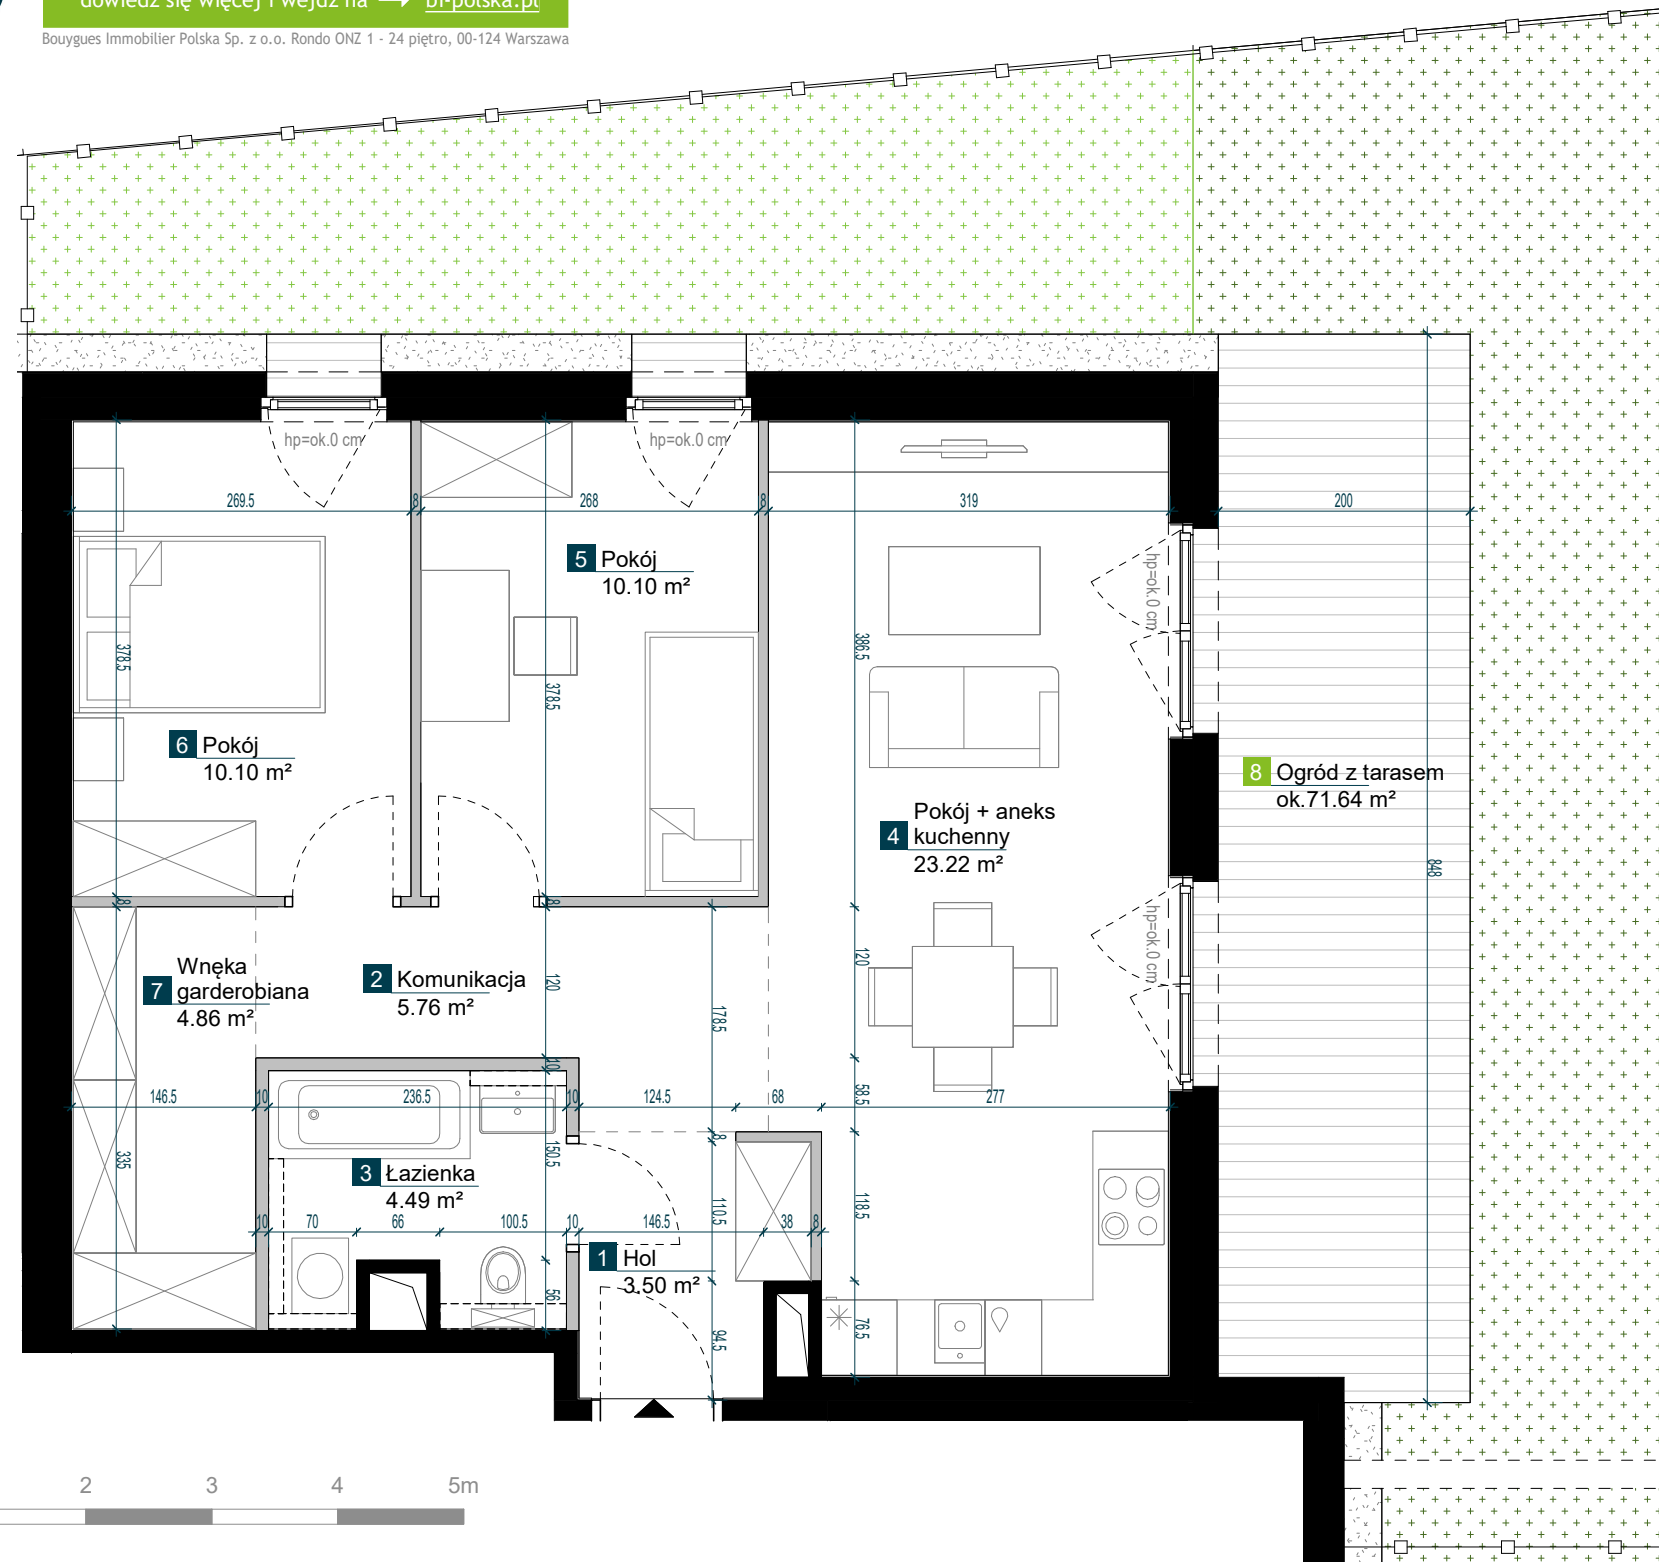 dowiedz się więcej i wejdź na → bi-polska.pl
Bouygues Immobilier Polska Sp. z o.o. Rondo ONZ 1 - 24 piętro, 00-124 Warszawa
hp=ok.0 cm
hp=ok.0 cm
269.5
8
268
8
319
200
5 Pokój
10.10 m²
hp=ok.0 cm
378.5
378.5
386.5
6 Pokój
10.10 m²
8 Ogród z tarasem
ok.71.64 m²
4 Pokój + aneks
kuchenny
23.22 m²
848
8
8
hp=ok.0 cm
7 Wnęka
garderobiana
4.86 m²
2 Komunikacja
5.76 m²
120
120
178.5
10
146.5
10
236.5
10
124.5
68
277
58.5
8
335
150.5
3 Łazienka
4.49 m²
110.5
118.5
10
70
66
100.5
10
146.5
38
8
1 Hol
3.50 m²
56
94.5
76.5
2
3
4
5m